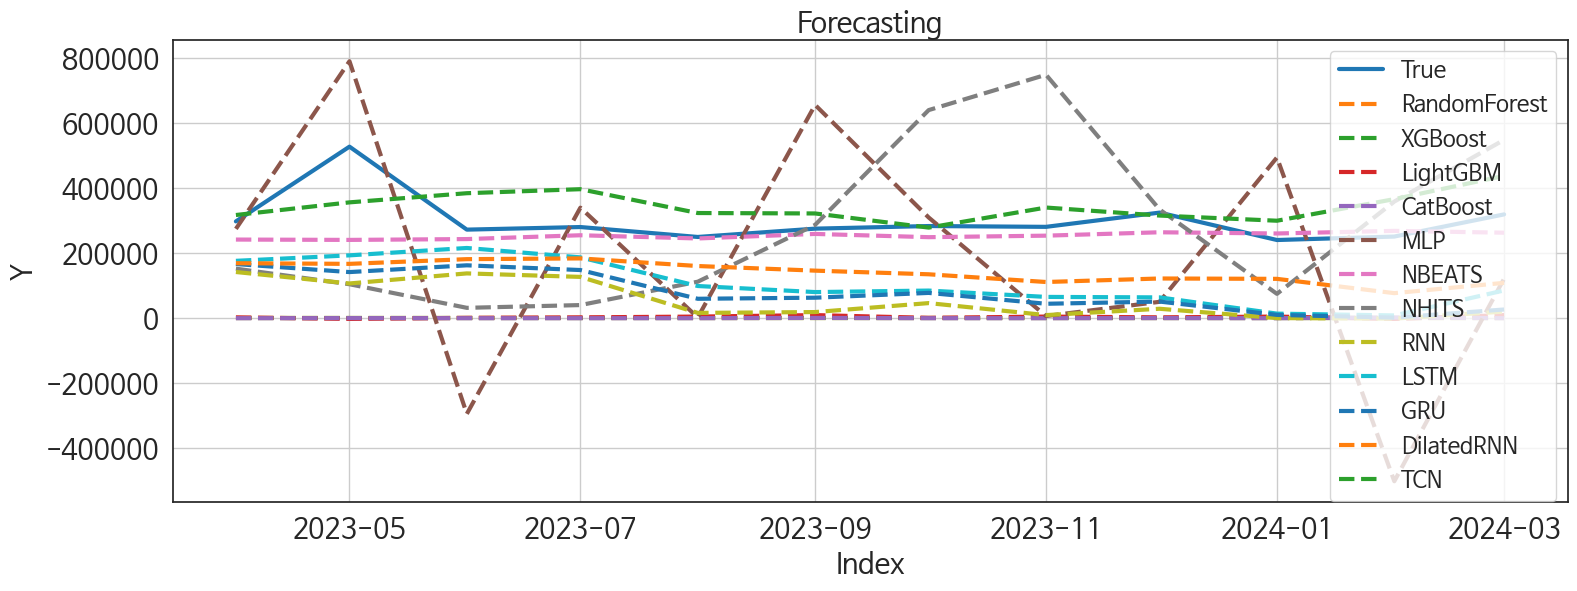 Forecasting
800000
600000
400000
200000
0
−200000
−400000
Y
2023−05
2023−07
2023−09
2023−11
2024−01
2024−03
Index
True
RandomForest
XGBoost
LightGBM
CatBoost
MLP
NBEATS
NHITS
RNN
LSTM
GRU
DilatedRNN
TCN